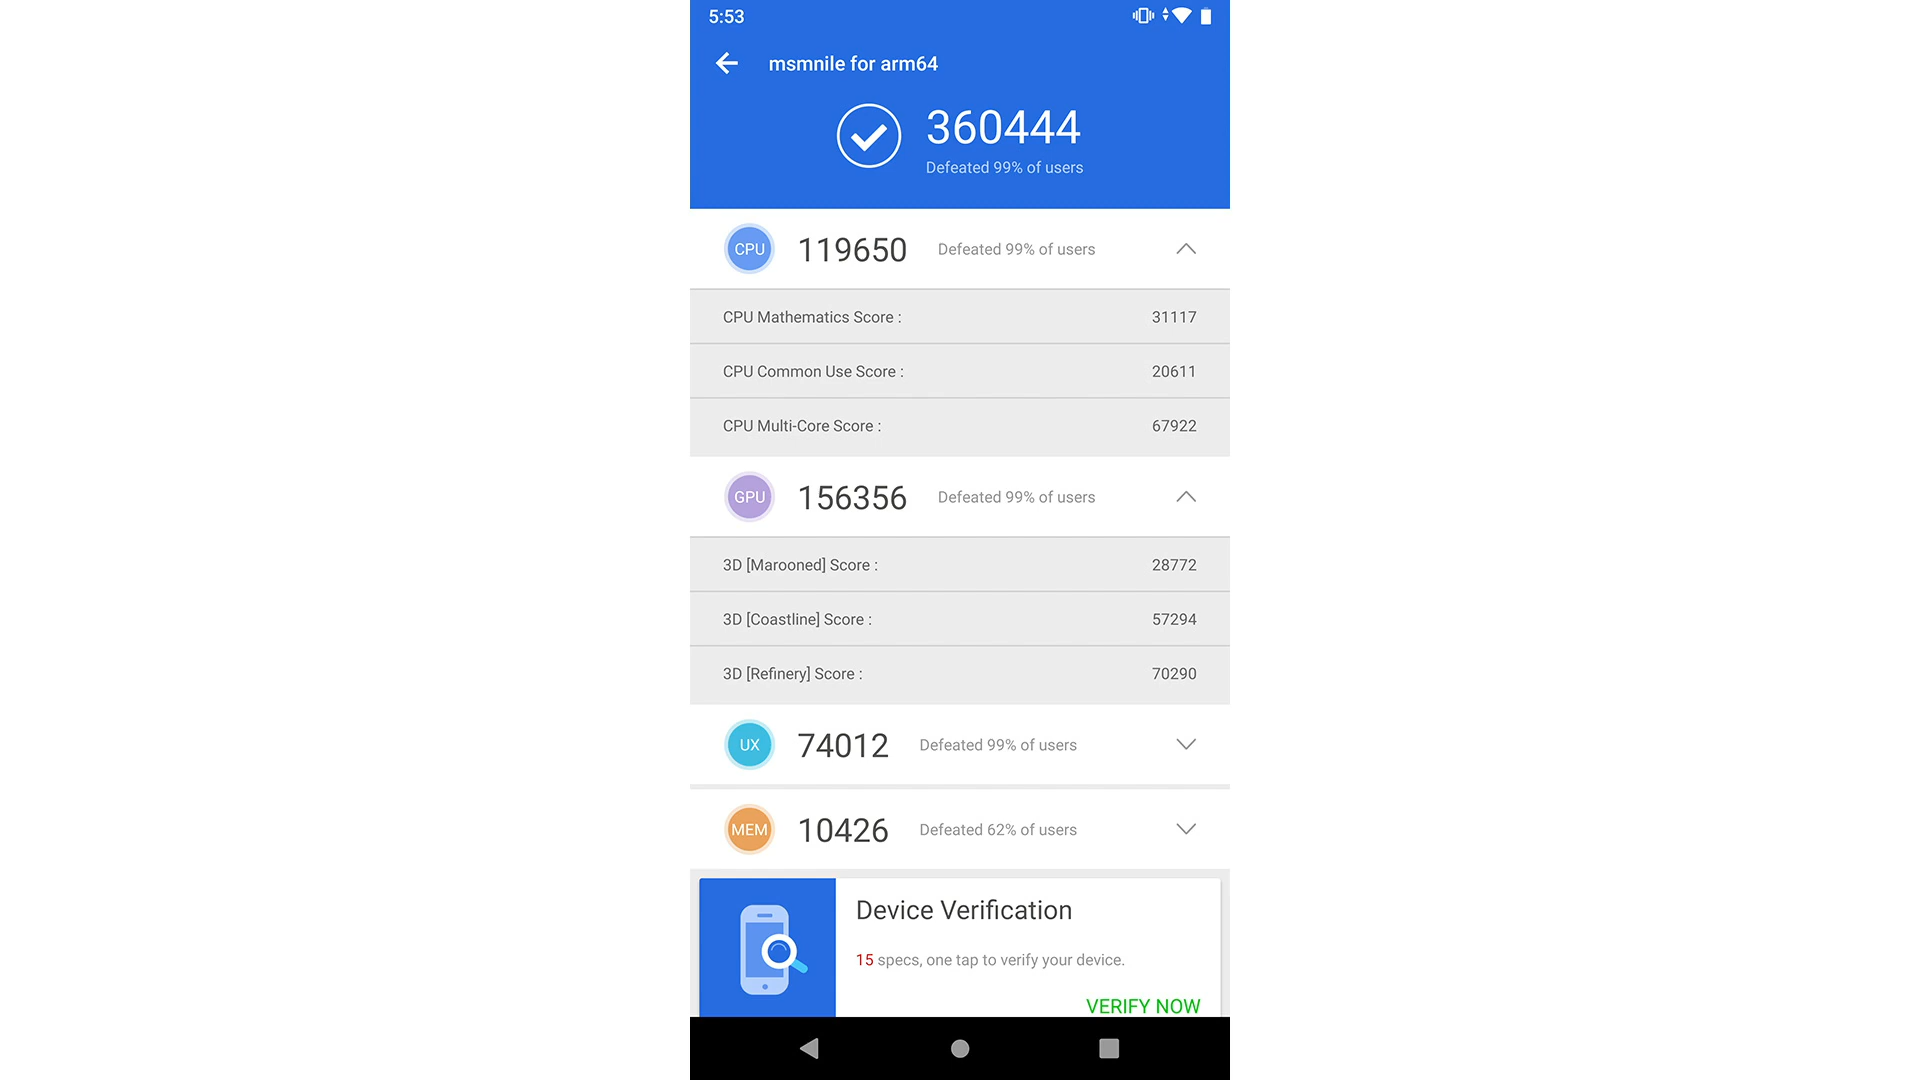 5:53
msmnile for arm64
360444
Defeated 99% of users
CPU 119650 Defeated 99% of users
CPU Mathematics Score : 31117
CPU Common Use Score : 20611
CPU Multi-Core Score : 67922
GPU 156356 Defeated 99% of users
3D [Marooned] Score : 28772
3D [Coastline] Score : 57294
3D [Refinery] Score : 70290
UX 74012 Defeated 99% of users
MEM 10426 Defeated 62% of users
Device Verification
15 specs, one tap to verify your device.
VERIFY NOW